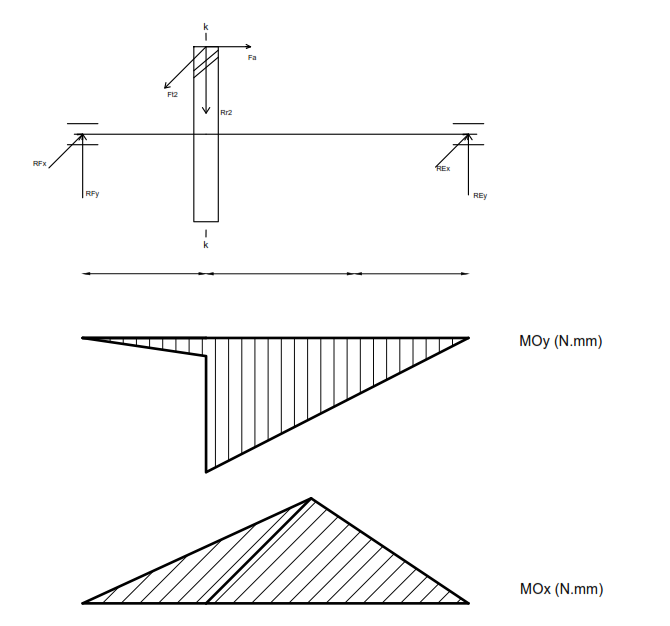 k
Fa
Ft2
Rr2
RFx
REx
RFy
REy
k
MOy (N.mm)
MOx (N.mm)